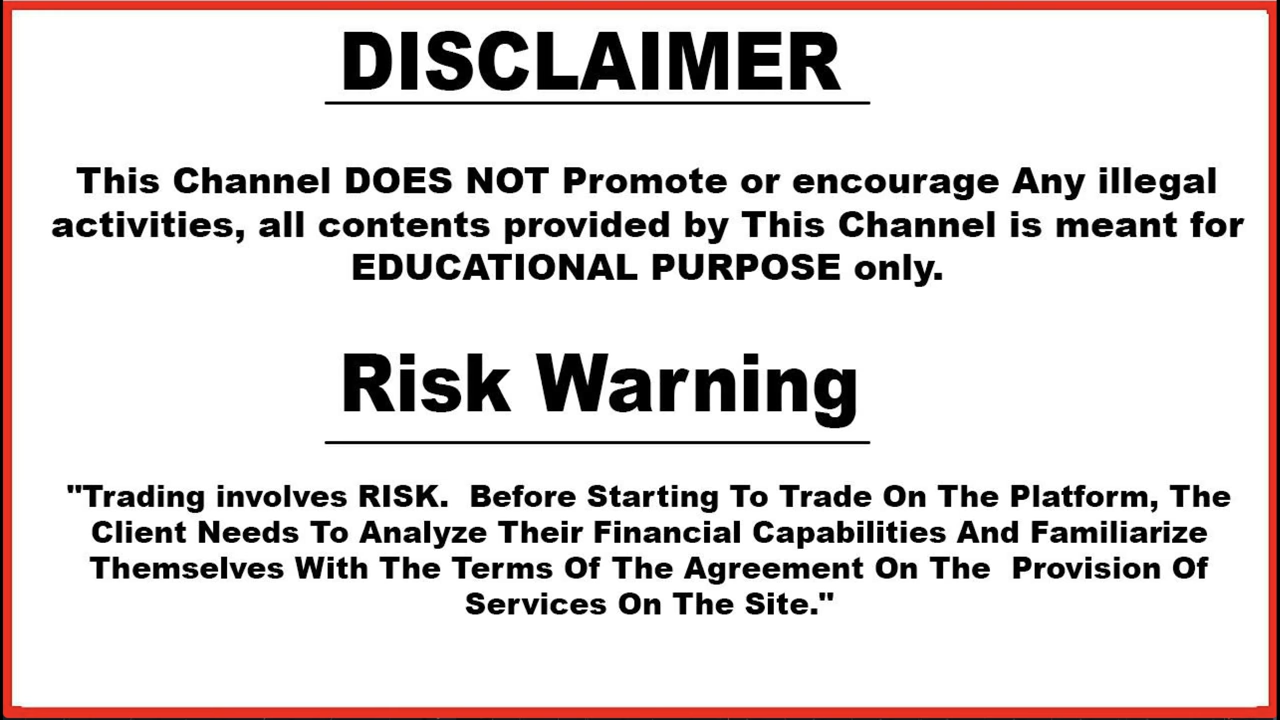 DISCLAIMER
This Channel DOES NOT Promote or encourage Any illegal
activities, all contents provided by This Channel is meant for
EDUCATIONAL PURPOSE only.
Risk Warning
"Trading involves RISK.  Before Starting To Trade On The Platform, The
Client Needs To Analyze Their Financial Capabilities And Familiarize
Themselves With The Terms Of The Agreement On The  Provision Of
Services On The Site."